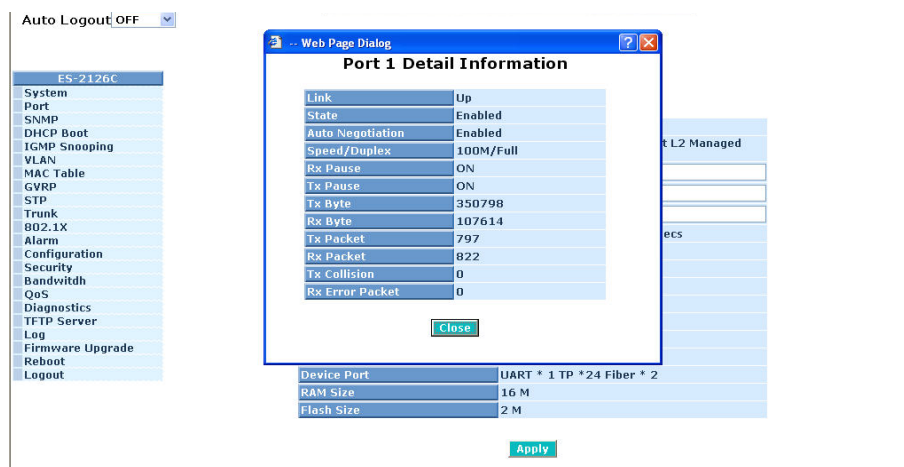 Auto Logout OFF
ES-2126C
System
Port
SNMP
DHCP Boot
IGMP Snooping
VLAN
MAC Table
GVRP
STP
Trunk
802.1X
Alarm
Configuration
Security
Bandwitdh
QoS
Diagnostics
TFTP Server
Log
Firmware Upgrade
Reboot
Logout
-- Web Page Dialog
Port 1 Detail Information
Link Up
State Enabled
Auto Negotiation Enabled
Speed/Duplex 100M/Full
Rx Pause ON
Tx Pause ON
Tx Byte 350798
Rx Byte 107614
Tx Packet 797
Rx Packet 822
Tx Collision 0
Rx Error Packet 0
Close
t L2 Managed
ecs
Device Port UART * 1 TP *24 Fiber * 2
RAM Size 16 M
Flash Size 2 M
Apply